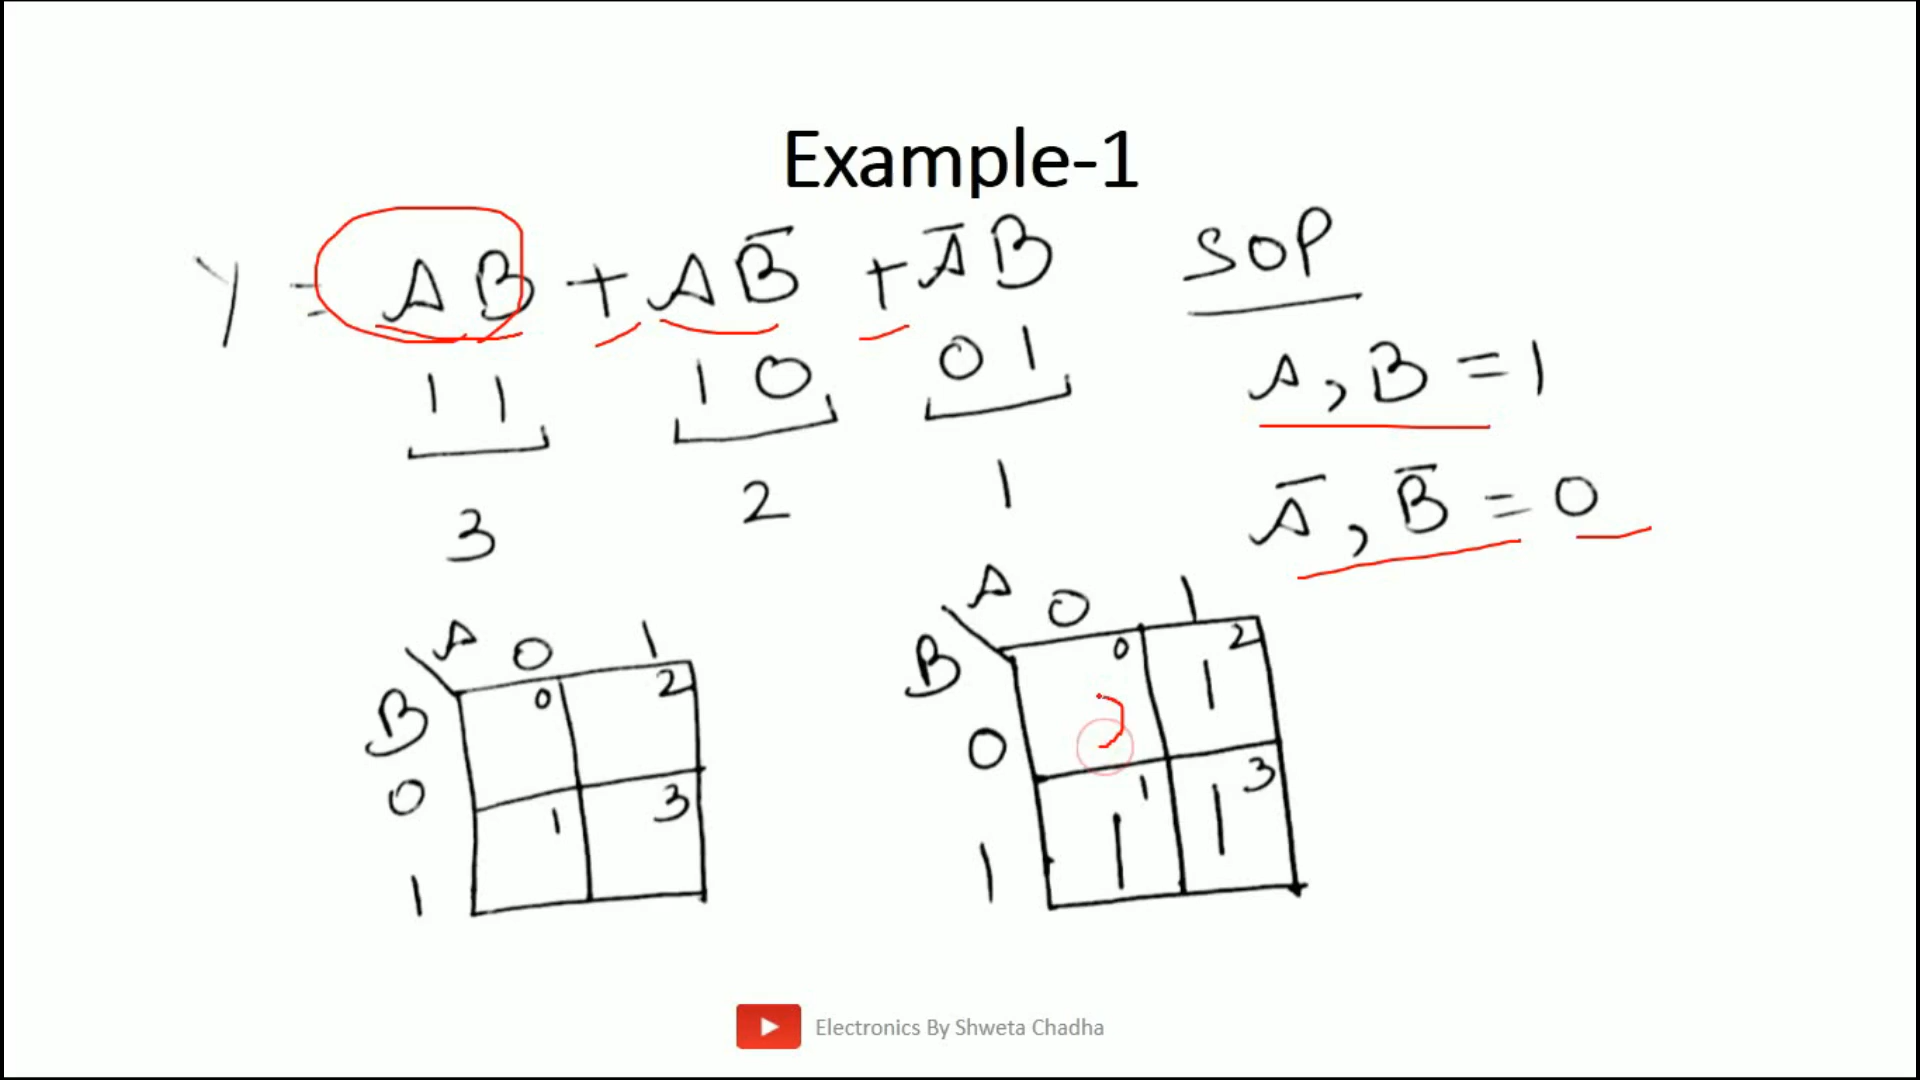 Example-1
Y = AB + AB̅ + A̅B SOP
11 10 01 A, B = 1
3 2 1 A̅, B̅ = 0
A 0 1
B
0 2
0
1 3
1
A 0 1
B
0 2
1
0
1 3
1 1
1
Electronics By Shweta Chadha